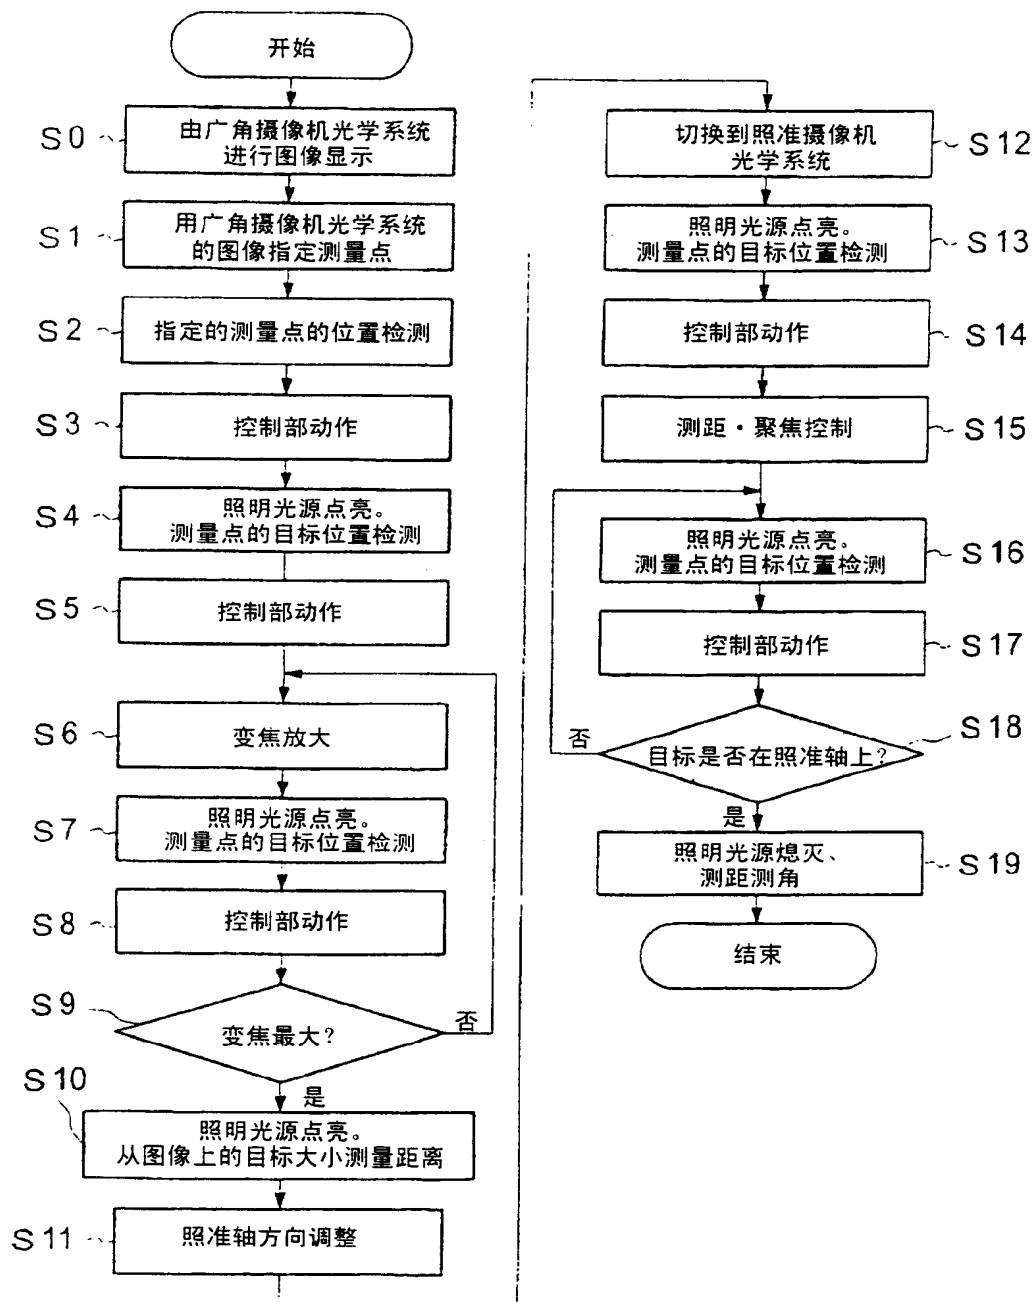 开始
S0
由广角摄像机光学系统
进行图像显示
S1
用广角摄像机光学系统
的图像指定测量点
S2
指定的测量点的位置检测
S3
控制部动作
S4
照明光源点亮。
测量点的目标位置检测
S5
控制部动作
S6
变焦放大
S7
照明光源点亮。
测量点的目标位置检测
S8
控制部动作
S9
变焦最大?
否
是
S10
照明光源点亮。
从图像上的目标大小测量距离
S11
照准轴方向调整
切换到照准摄像机
光学系统
S12
照明光源点亮。
测量点的目标位置检测
S13
控制部动作
S14
测距·聚焦控制
S15
照明光源点亮。
测量点的目标位置检测
S16
控制部动作
S17
否
目标是否在照准轴上?
S18
是
照明光源熄灭、
测距测角
S19
结束